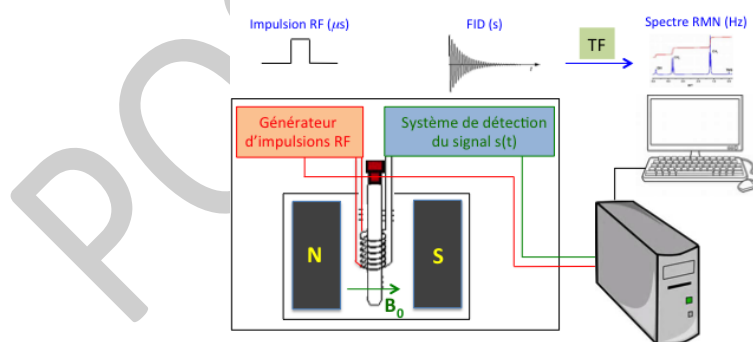 Impulsion RF (μs)
FID (s)
TF
Spectre RMN (Hz)
t
Générateur
d'impulsions RF
Système de détection
du signal s(t)
N
S
B0